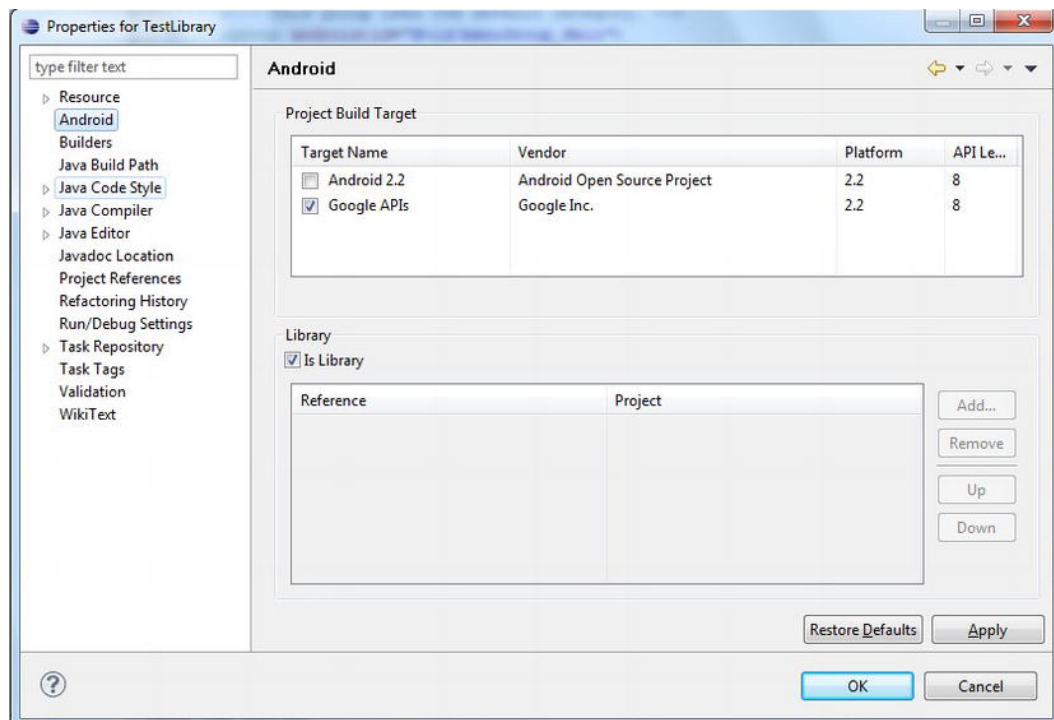 Properties for TestLibrary
type filter text
Resource
Android
Builders
Java Build Path
Java Code Style
Java Compiler
Java Editor
Javadoc Location
Project References
Refactoring History
Run/Debug Settings
Task Repository
Task Tags
Validation
WikiText
Android
Project Build Target
Target Name Vendor Platform API Le...
Android 2.2 Android Open Source Project 2.2 8
Google APIs Google Inc. 2.2 8
Library
Is Library
Reference Project
Add...
Remove
Up
Down
Restore Defaults Apply
? OK Cancel